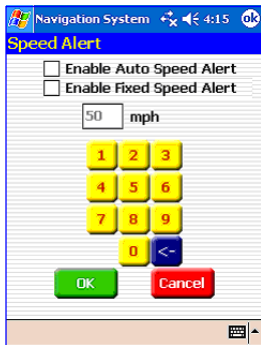 Navigation System 4:15 ok
Speed Alert
Enable Auto Speed Alert
Enable Fixed Speed Alert
50 mph
1 2 3
4 5 6
7 8 9
0 <-
OK Cancel